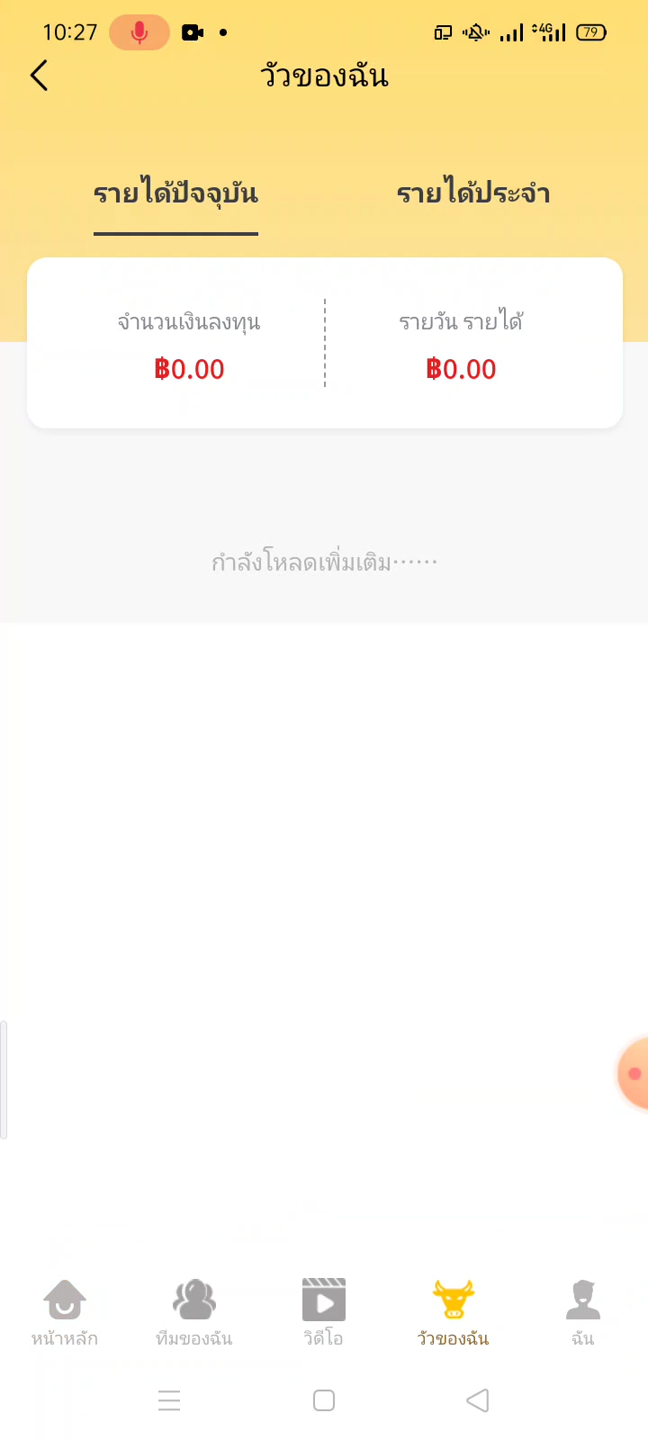 10:27
4G
79
วัวของฉัน
รายได้ปัจจุบัน
รายได้ประจำ
จำนวนเงินลงทุน
รายวัน รายได้
฿0.00
฿0.00
กำลังโหลดเพิ่มเติม······
หน้าหลัก
ทีมของฉัน
วิดีโอ
วัวของฉัน
ฉัน